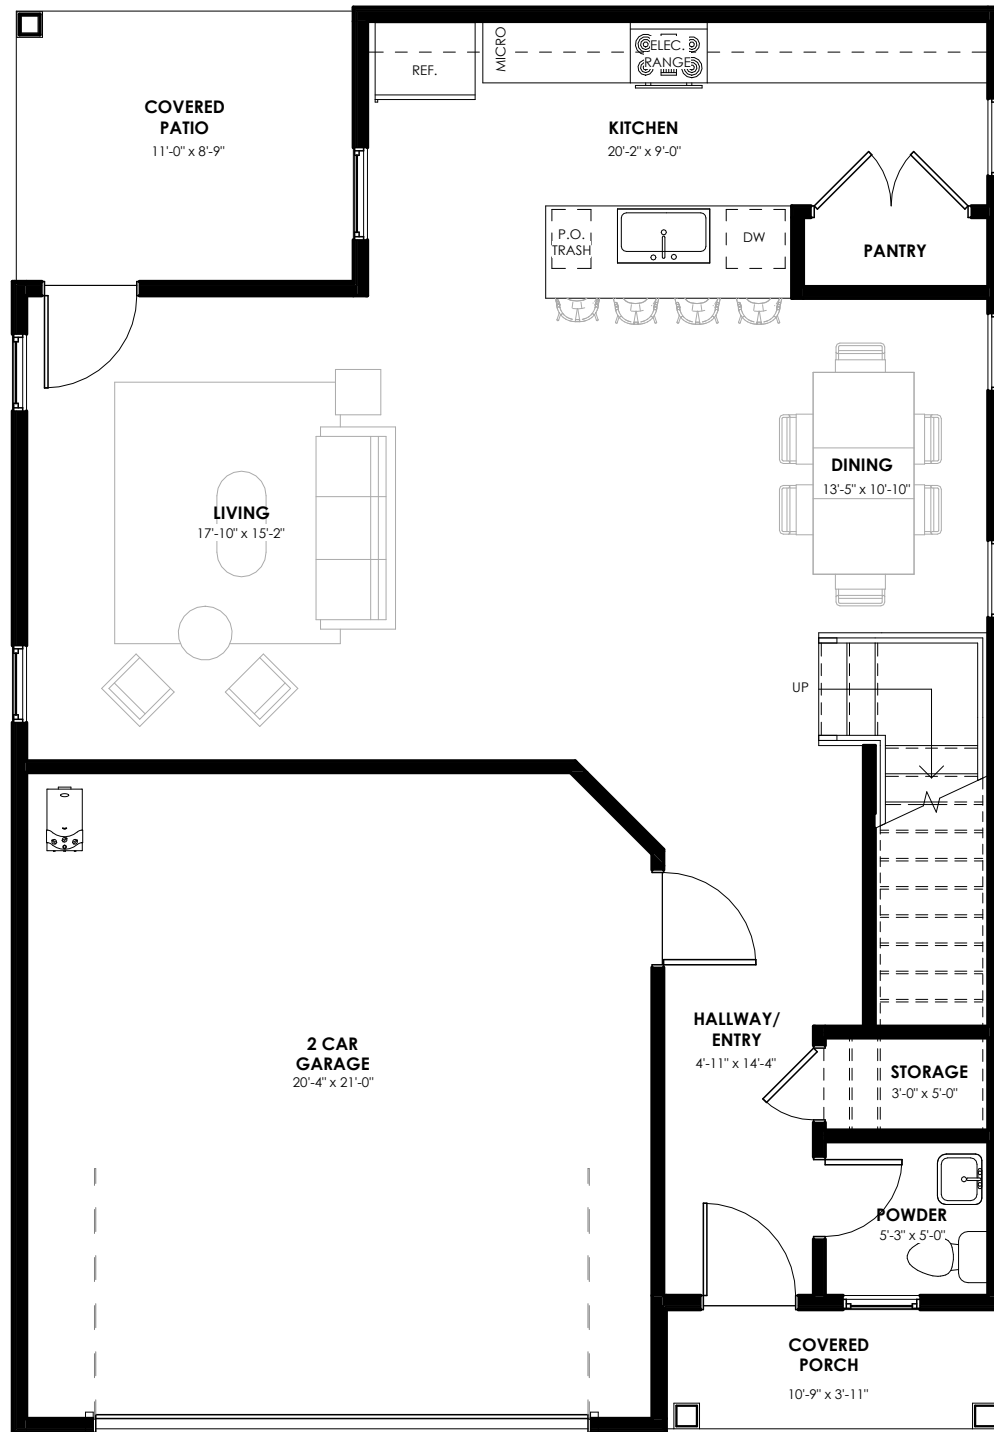 MICRO
REF.
ELEC.
RANGE
COVERED
PATIO
11'-0" x 8'-9"
KITCHEN
20'-2" x 9'-0"
P.O.
TRASH
DW
PANTRY
DINING
13'-5" x 10'-10"
LIVING
17'-10" x 15'-2"
UP
2 CAR
GARAGE
20'-4" x 21'-0"
HALLWAY/
ENTRY
4'-11" x 14'-4"
STORAGE
3'-0" x 5'-0"
POWDER
5'-3" x 5'-0"
COVERED
PORCH
10'-9" x 3'-11"